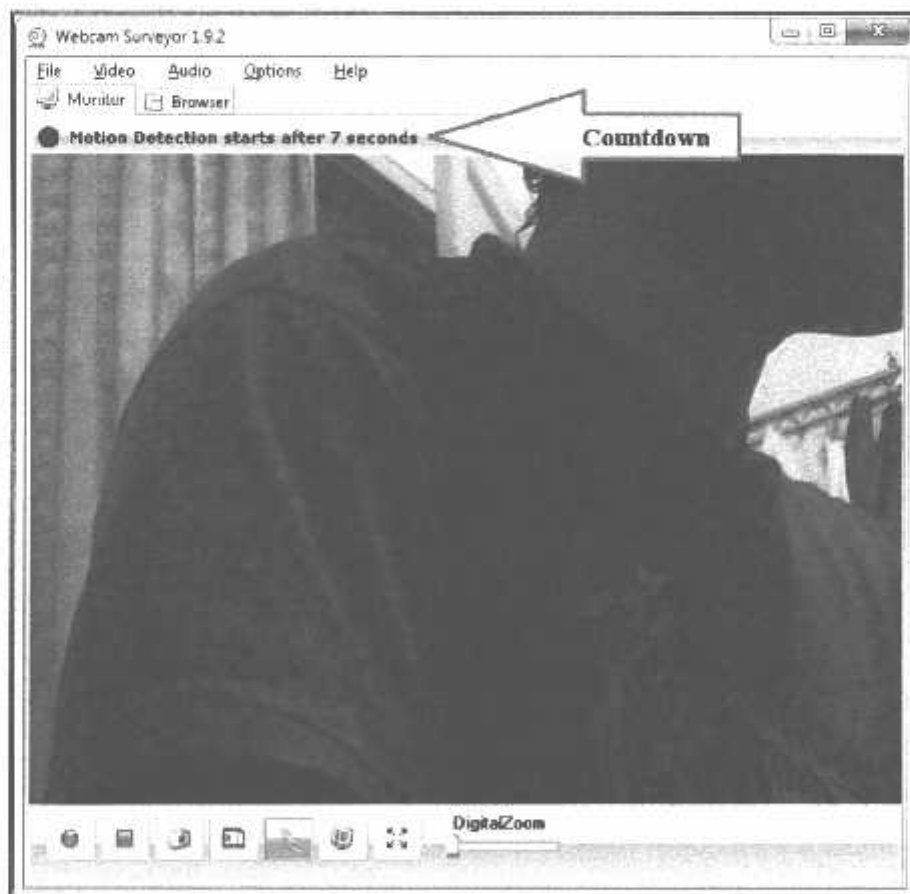 Webcam Surveyor 1.9.2
File Video Audio Options Help
Monitor Browser
Motion Detection starts after 7 seconds
Countdown
DigitalZoom